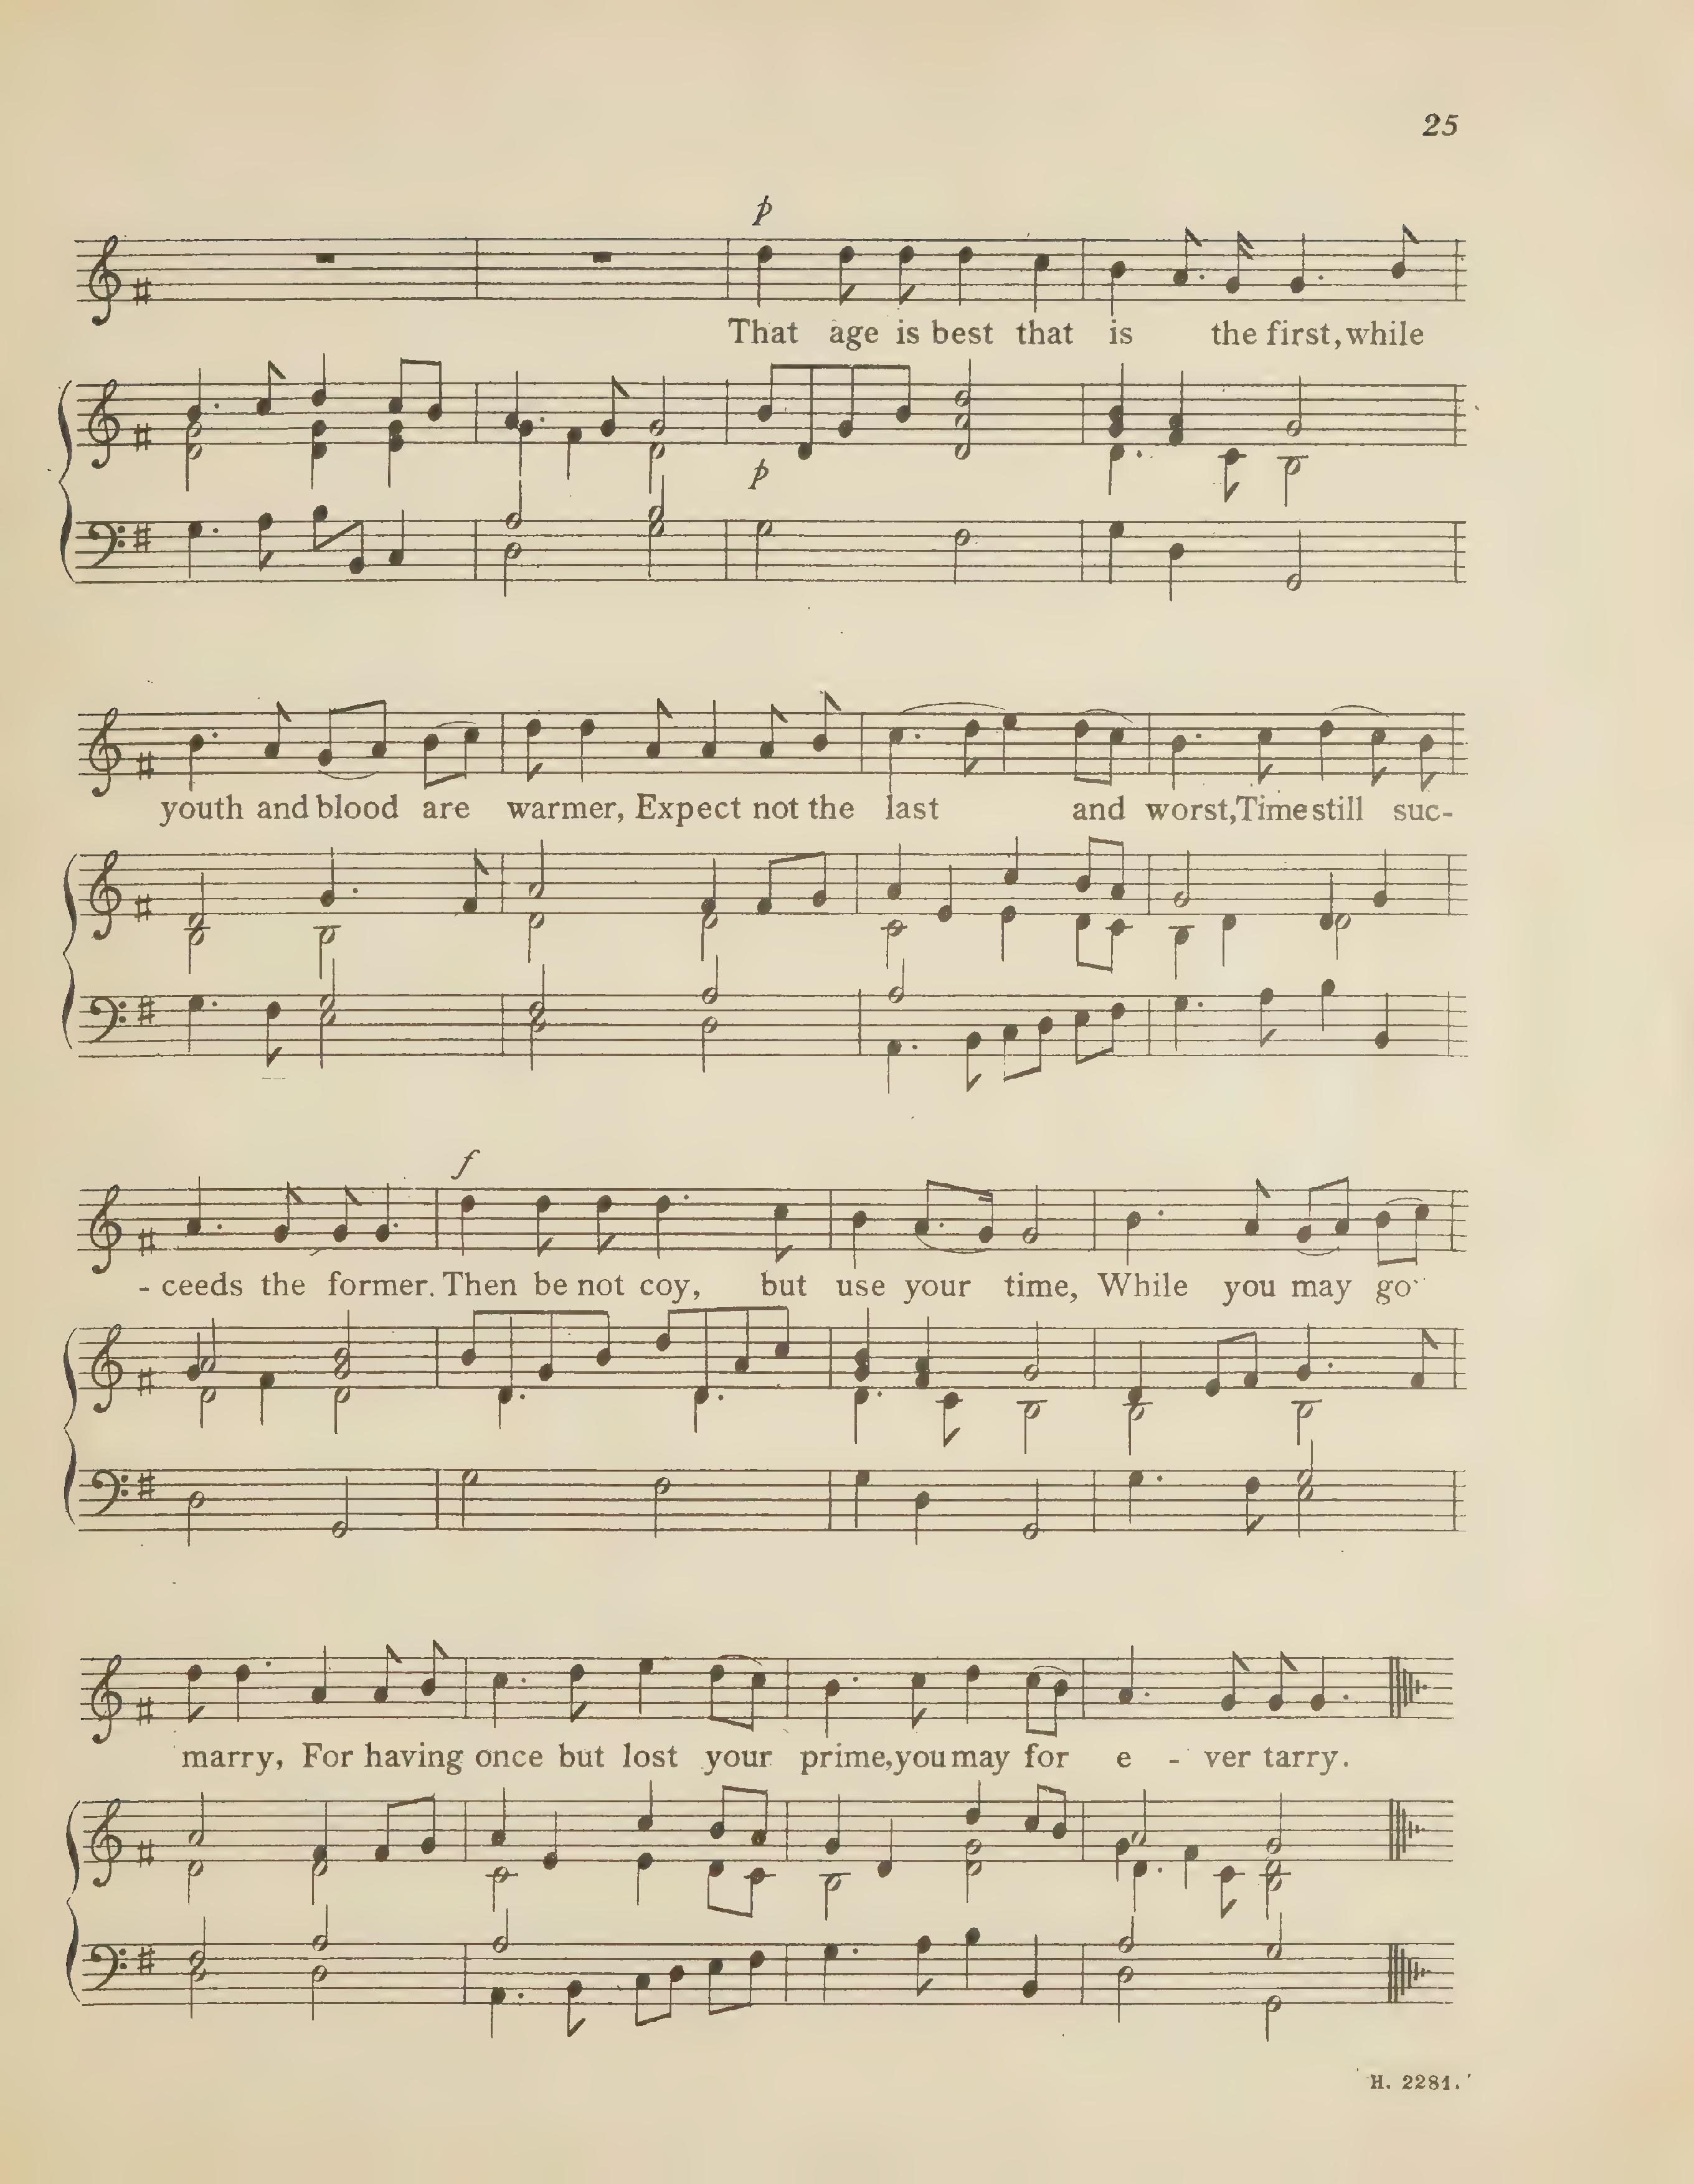 25
p
That age is best that is the first, while
p
youth and blood are warmer, Expect not the last and worst, Time still suc-
f
- ceeds the former. Then be not coy, but use your time, While you may go
marry, For having once but lost your prime, you may for e - ver tarry.
H. 2281.